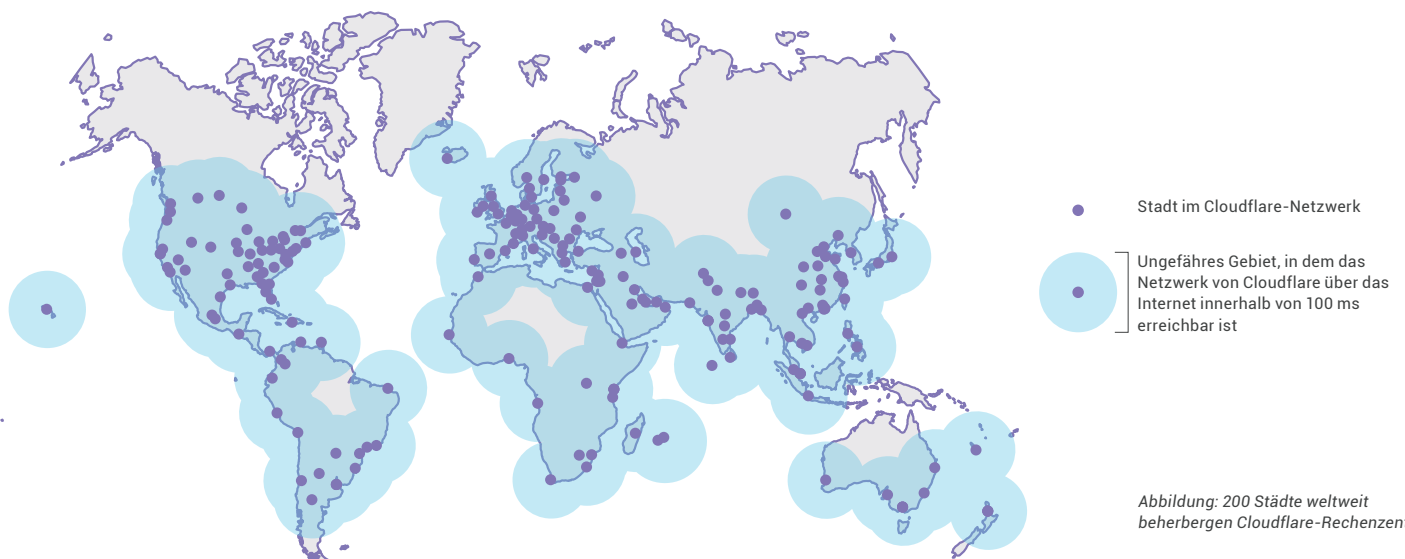 Stadt im Cloudflare-Netzwerk
Ungefähres Gebiet, in dem das
Netzwerk von Cloudflare über das
Internet innerhalb von 100 ms
erreichbar ist
Abbildung: 200 Städte weltweit
beherbergen Cloudflare-Rechenzen